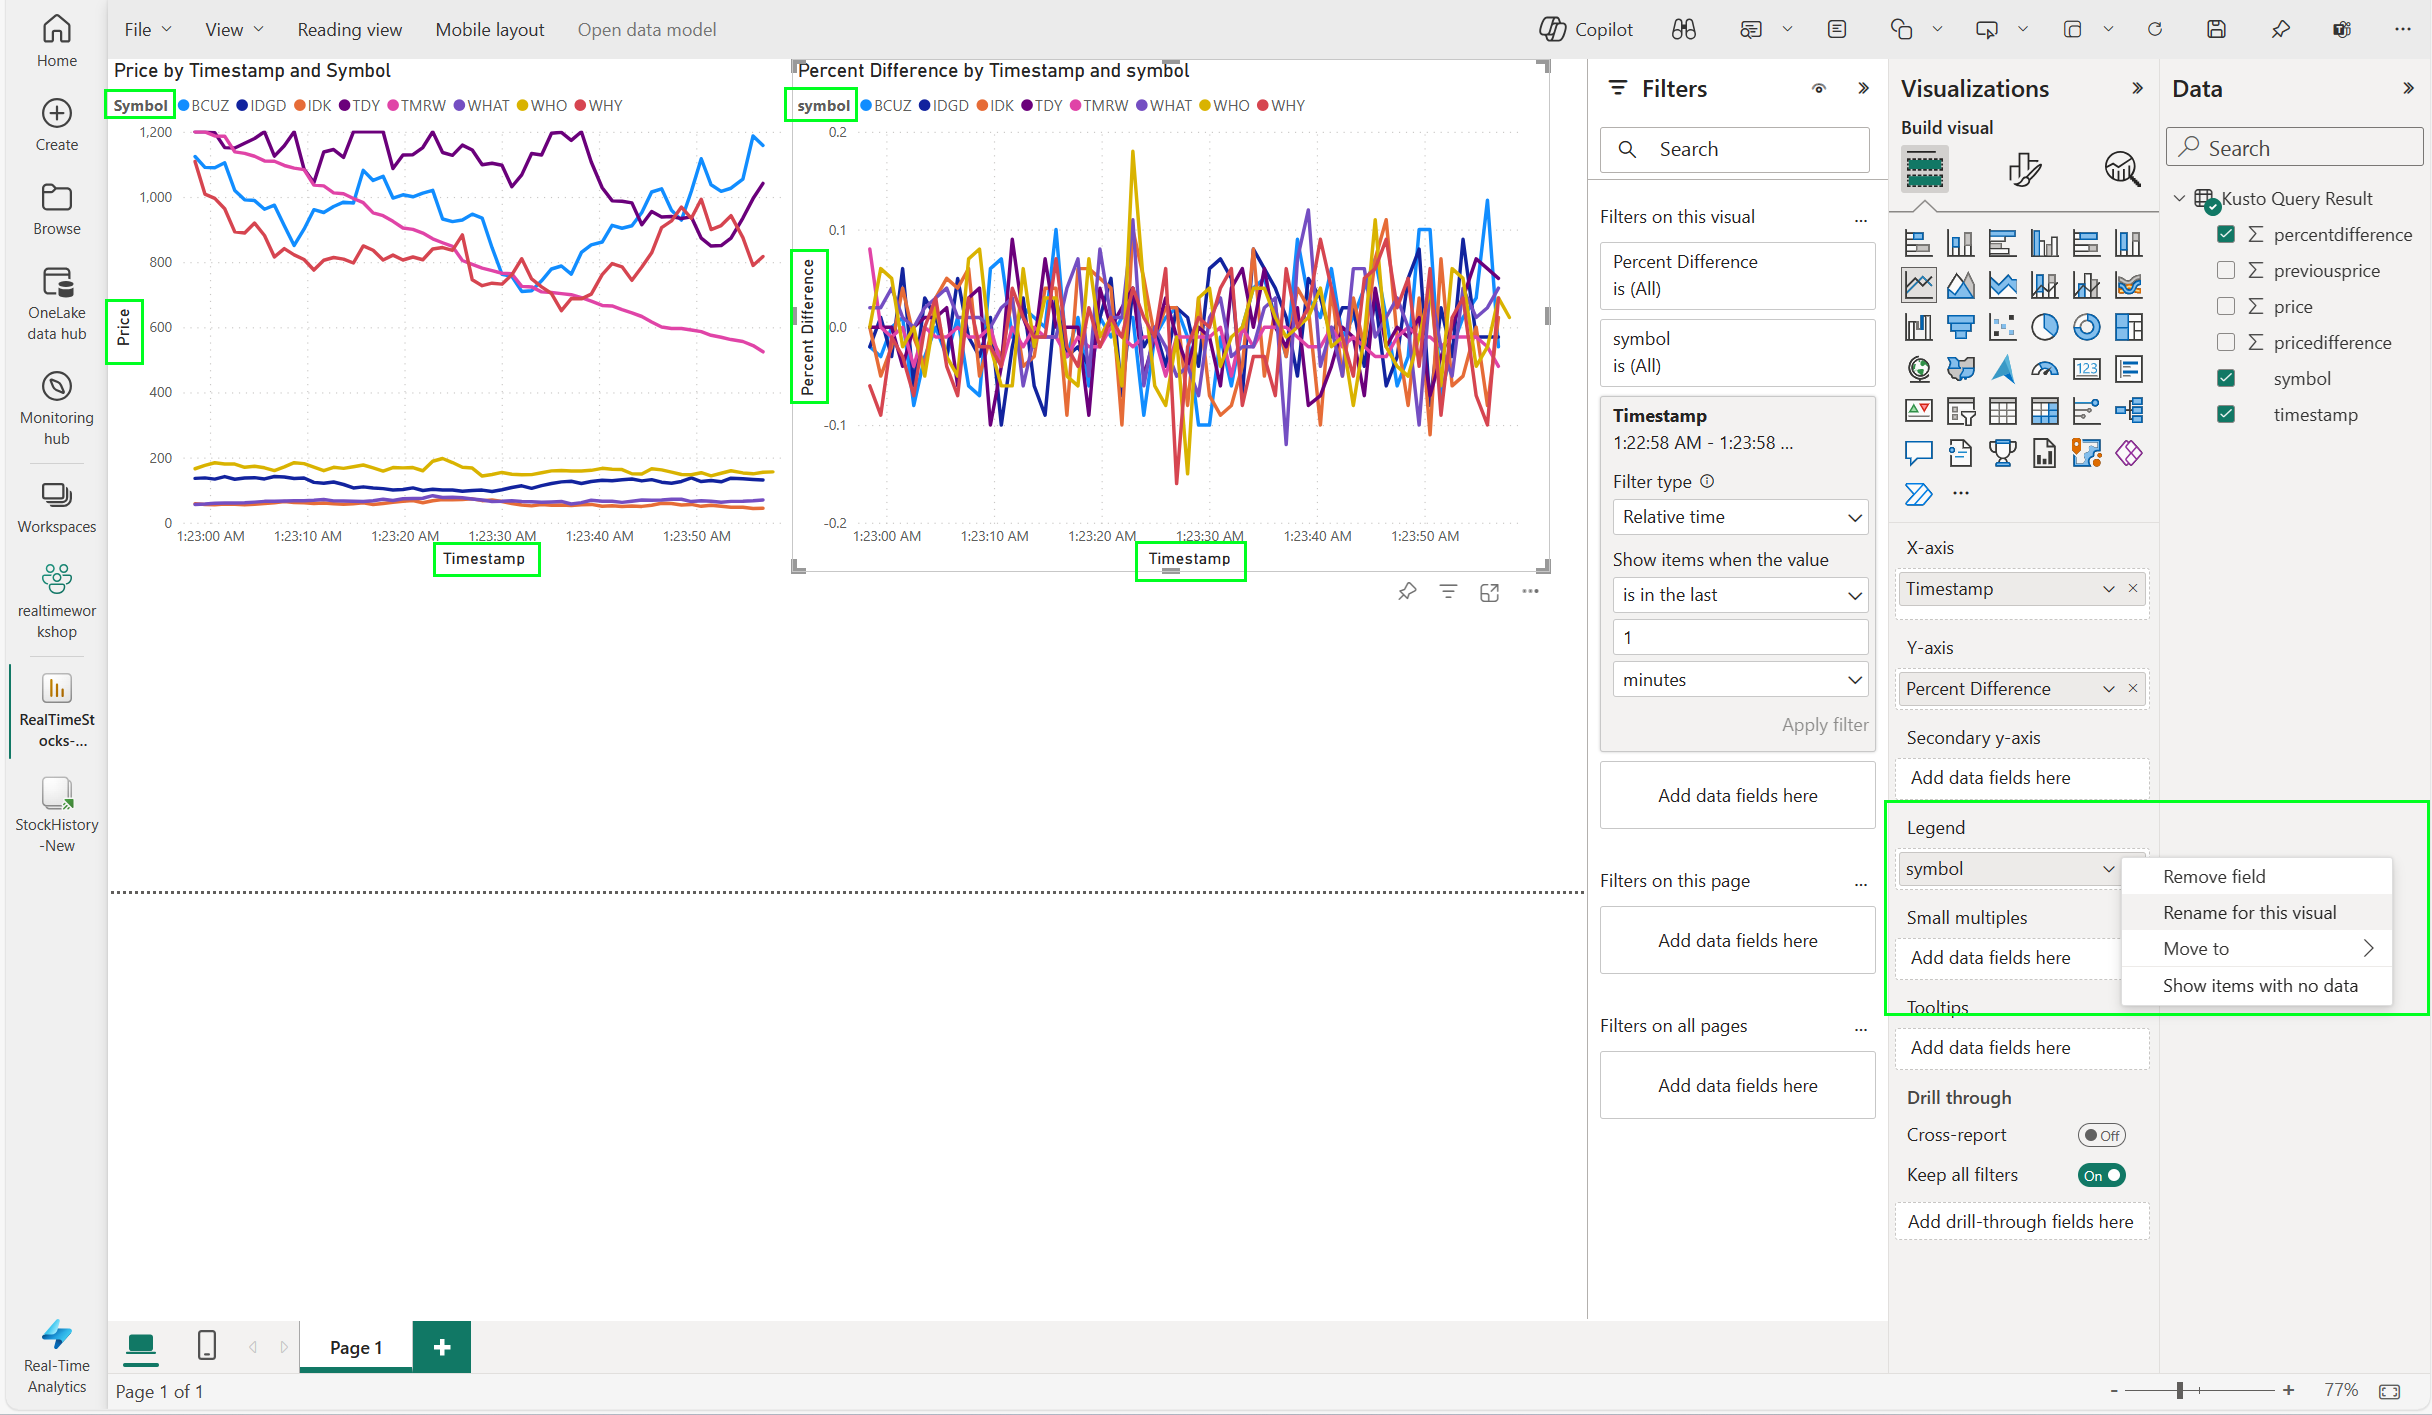 File
View
Reading view
Mobile layout
Open data model
Copilot
Home
Create
Browse
OneLake
data hub
Monitoring
hub
Workspaces
realtimewor
kshop
RealTimeSt
ocks-...
StockHistory
-New
Real-Time
Analytics
Price by Timestamp and Symbol
Symbol BCUZ IDGD IDK TDY TMRW WHAT WHO WHY
1,200
1,000
800
600
400
200
0
Price
1:23:00 AM 1:23:10 AM 1:23:20 AM 1:23:30 AM 1:23:40 AM 1:23:50 AM
Timestamp
Percent Difference by Timestamp and symbol
symbol BCUZ IDGD IDK TDY TMRW WHAT WHO WHY
0.2
0.1
0.0
-0.1
-0.2
Percent Difference
1:23:00 AM 1:23:10 AM 1:23:20 AM 1:23:30 AM 1:23:40 AM 1:23:50 AM
Timestamp
Filters
Search
Filters on this visual ...
Percent Difference
is (All)
symbol
is (All)
Timestamp
1:22:58 AM - 1:23:58 ...
Filter type
Relative time
Show items when the value
is in the last
1
minutes
Apply filter
Add data fields here
Filters on this page ...
Add data fields here
Filters on all pages ...
Add data fields here
Visualizations
Build visual
123
...
X-axis
Timestamp
Y-axis
Percent Difference
Secondary y-axis
Add data fields here
Legend
symbol
Small multiples
Add data fields here
Tooltips
Add data fields here
Remove field
Rename for this visual
Move to
Show items with no data
Drill through
Cross-report Off
Keep all filters On
Add drill-through fields here
Data
Search
Kusto Query Result
percentdifference
previousprice
price
pricedifference
symbol
timestamp
Page 1
+
Page 1 of 1
- + 77%